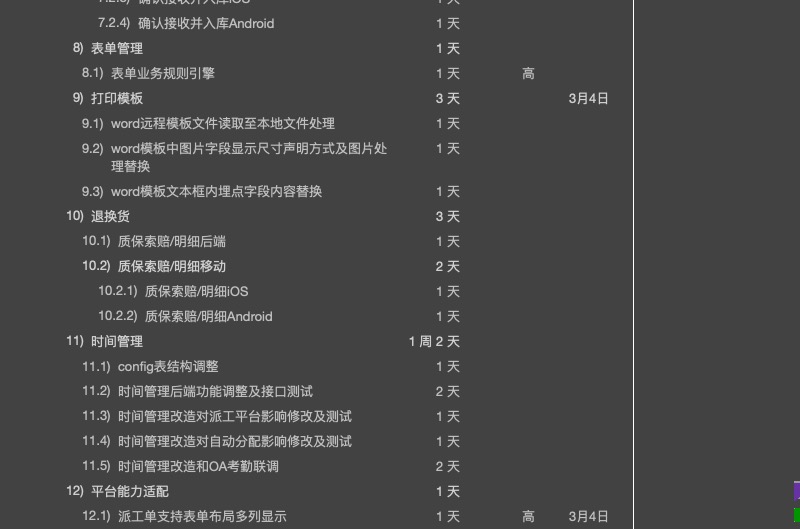 7.2.4) 确认接收并入库Android 1 天
8) 表单管理 1 天
8.1) 表单业务规则引擎 1 天 高
9) 打印模板 3 天 3月4日
9.1) word远程模板文件读取至本地文件处理 1 天
9.2) word模板中图片字段显示尺寸声明方式及图片处 1 天
理替换
9.3) word模板文本框内埋点字段内容替换 1 天
10) 退换货 3 天
10.1) 质保索赔/明细后端 1 天
10.2) 质保索赔/明细移动 2 天
10.2.1) 质保索赔/明细iOS 1 天
10.2.2) 质保索赔/明细Android 1 天
11) 时间管理 1 周 2 天
11.1) config表结构调整 1 天
11.2) 时间管理后端功能调整及接口测试 2 天
11.3) 时间管理改造对派工平台影响修改及测试 1 天
11.4) 时间管理改造对自动分配影响修改及测试 1 天
11.5) 时间管理改造和OA考勤联调 2 天
12) 平台能力适配 1 天
12.1) 派工单支持表单布局多列显示 1 天 高 3月4日